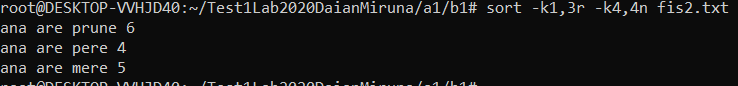 root@DESKTOP-VVHJD40:~/Test1Lab2020DaianMiruna/a1/b1# sort -k1,3r -k4,4n fis2.txt
ana are prune 6
ana are pere 4
ana are mere 5
root@DESKTOP-VVHJD40:~/Test1Lab2020DaianMiruna/a1/b1#